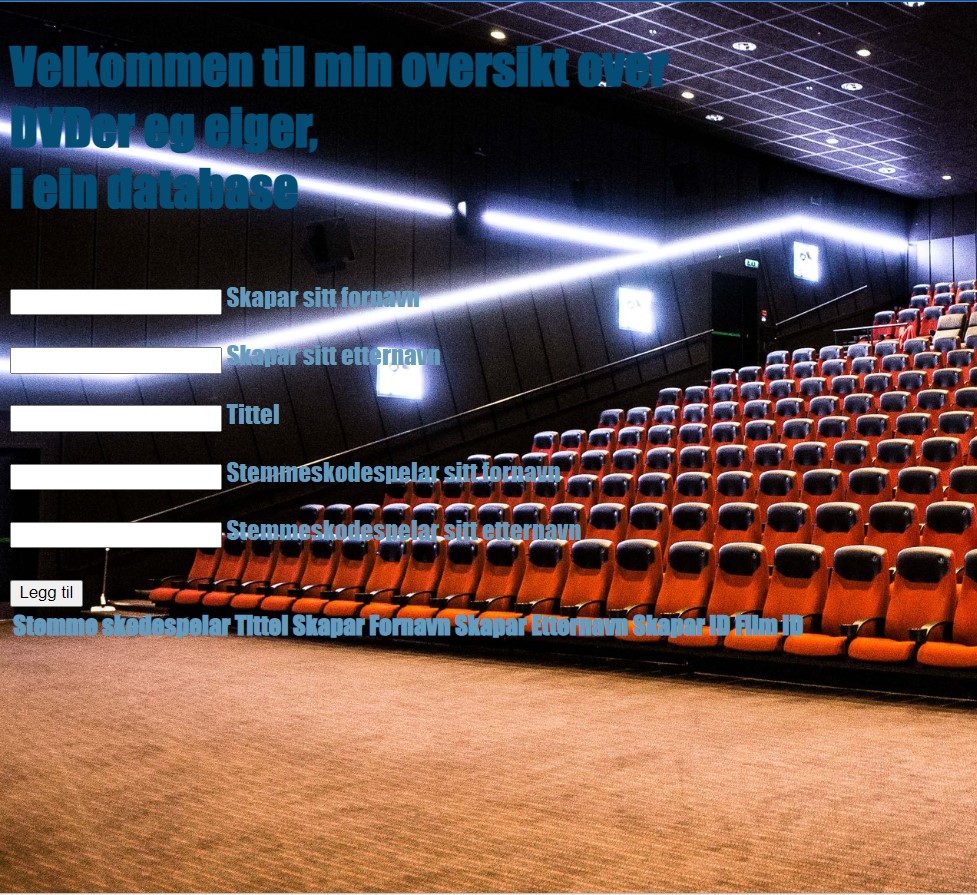 Velkommen til min oversikt over
DVDer eg eiger,
i ein database
Skapar sitt fornavn
Skapar sitt etternavn
Tittel
Stemmeskodespelar sitt fornavn
Stemmeskodespelar sitt etternavn
Legg til
Stemme skodespelar Tittel Skapar Fornavn Skapar Etternavn Skapar ID Film ID